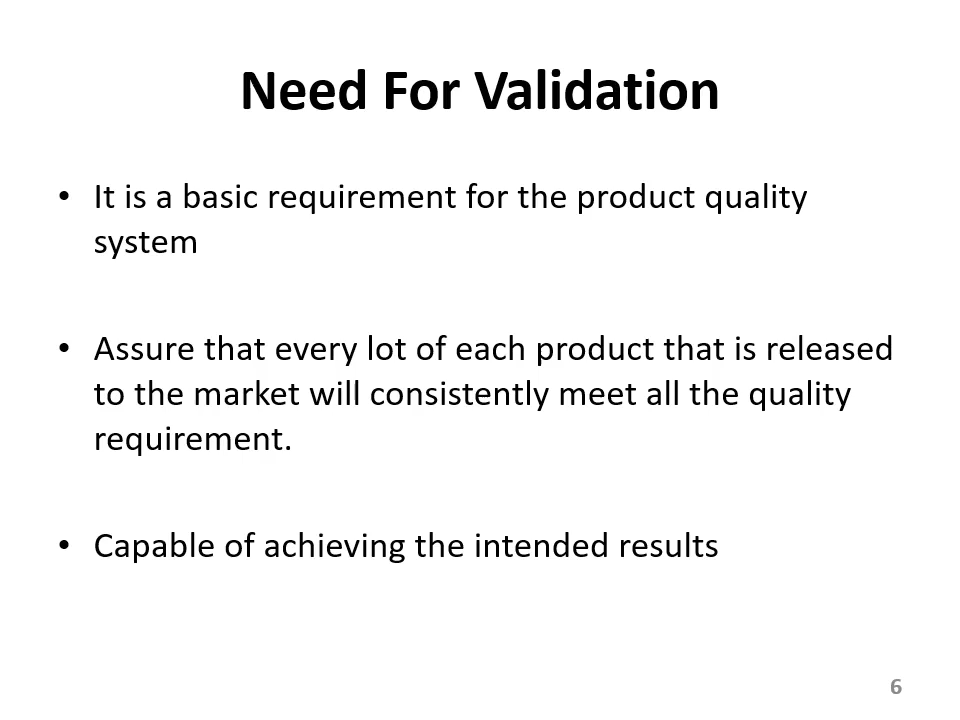 Need For Validation
• It is a basic requirement for the product quality
system
• Assure that every lot of each product that is released
to the market will consistently meet all the quality
requirement.
• Capable of achieving the intended results
6